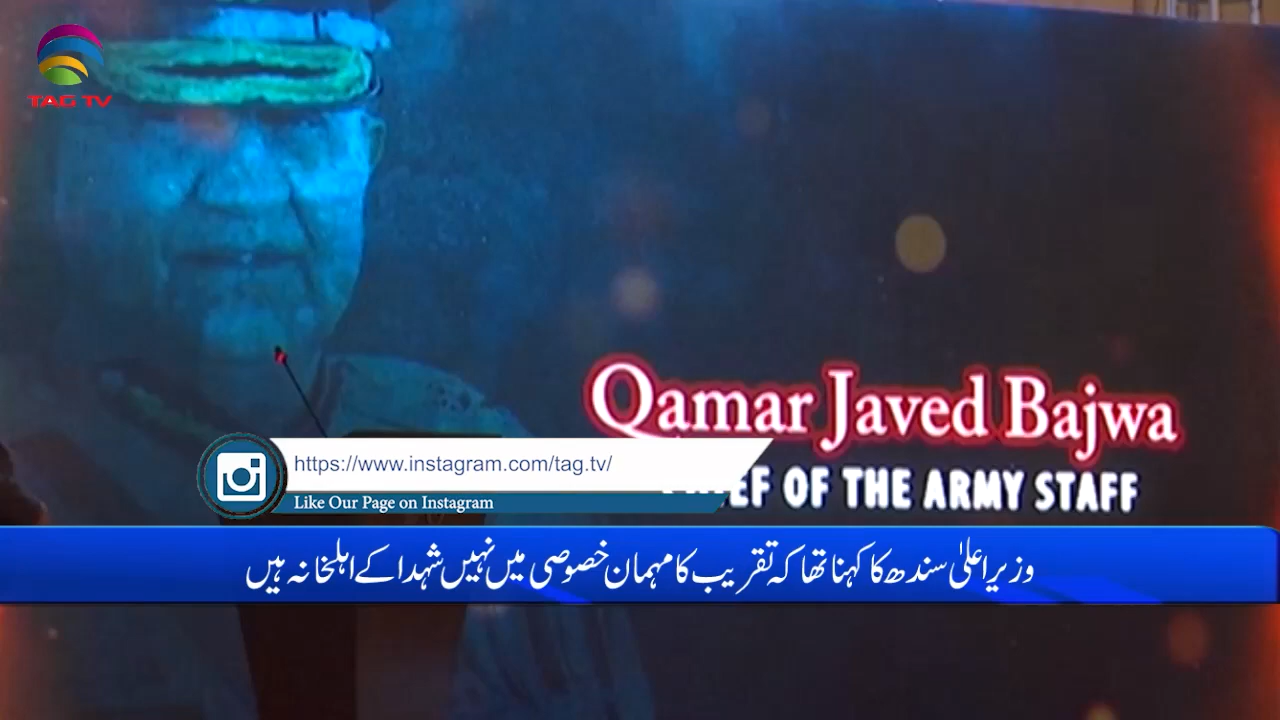 TAG TV
Qamar Javed Bajwa
OF THE ARMY STAFF
https://www.instagram.com/tag.tv/
Like Our Page on Instagram
وزیراعلیٰ سندھ کا کہنا تھا کہ تقریب کا مہمان خصوصی میں نہیں شہدا کے اہلخانہ ہیں